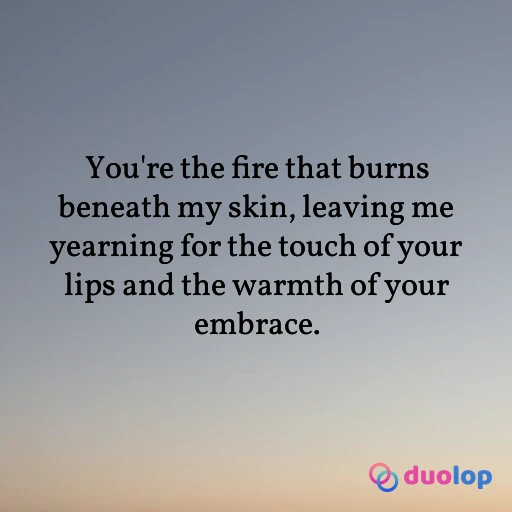 You're the fire that burns
beneath my skin, leaving me
yearning for the touch of your
lips and the warmth of your
embrace.
duolop